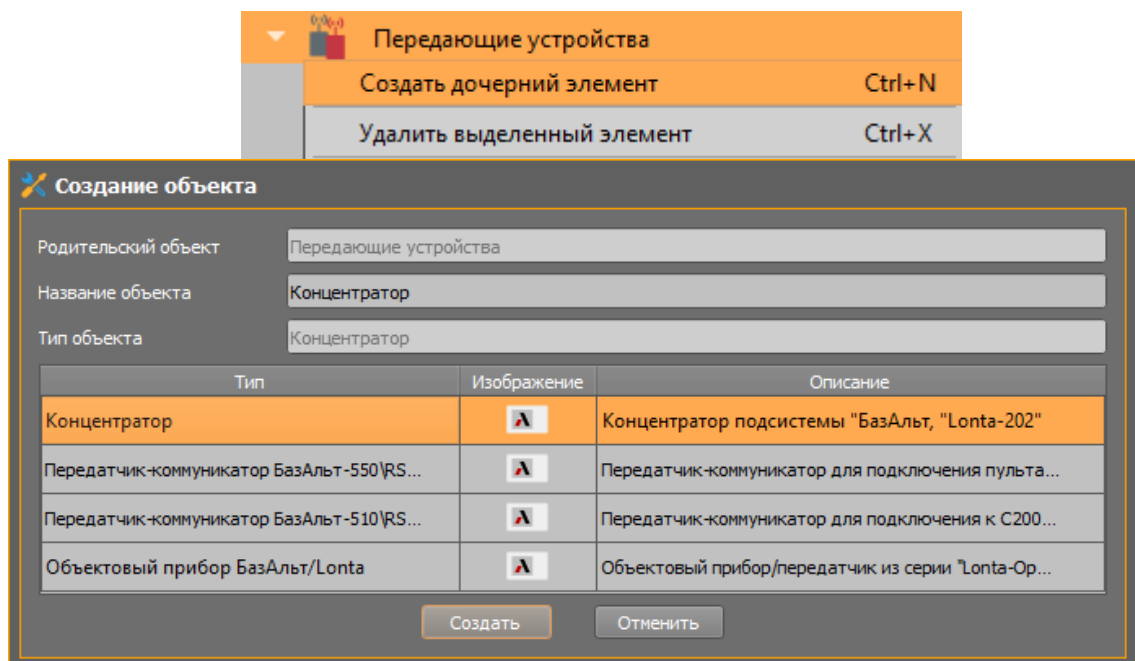 Передающие устройства
Создать дочерний элемент Ctrl+N
Удалить выделенный элемент Ctrl+X
Создание объекта
Родительский объект Передающие устройства
Название объекта Концентратор
Тип объекта Концентратор
Тип Изображение Описание
Концентратор Концентратор подсистемы "БазАльт, "Lonta-202"
Передатчик-коммуникатор БазАльт-550\RS... Передатчик-коммуникатор для подключения пульта...
Передатчик-коммуникатор БазАльт-510\RS... Передатчик-коммуникатор для подключения к С200...
Объектовый прибор БазАльт/Lonta Объектовый прибор/передатчик из серии "Lonta-Op...
Создать Отменить